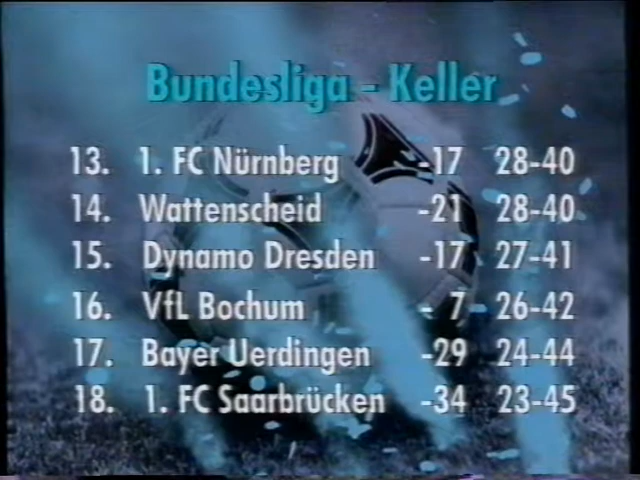 Bundesliga - Keller
13. 1. FC Nürnberg -17 28-40
14. Wattenscheid -21 28-40
15. Dynamo Dresden -17 27-41
16. VfL Bochum - 7 26-42
17. Bayer Uerdingen -29 24-44
18. 1. FC Saarbrücken -34 23-45